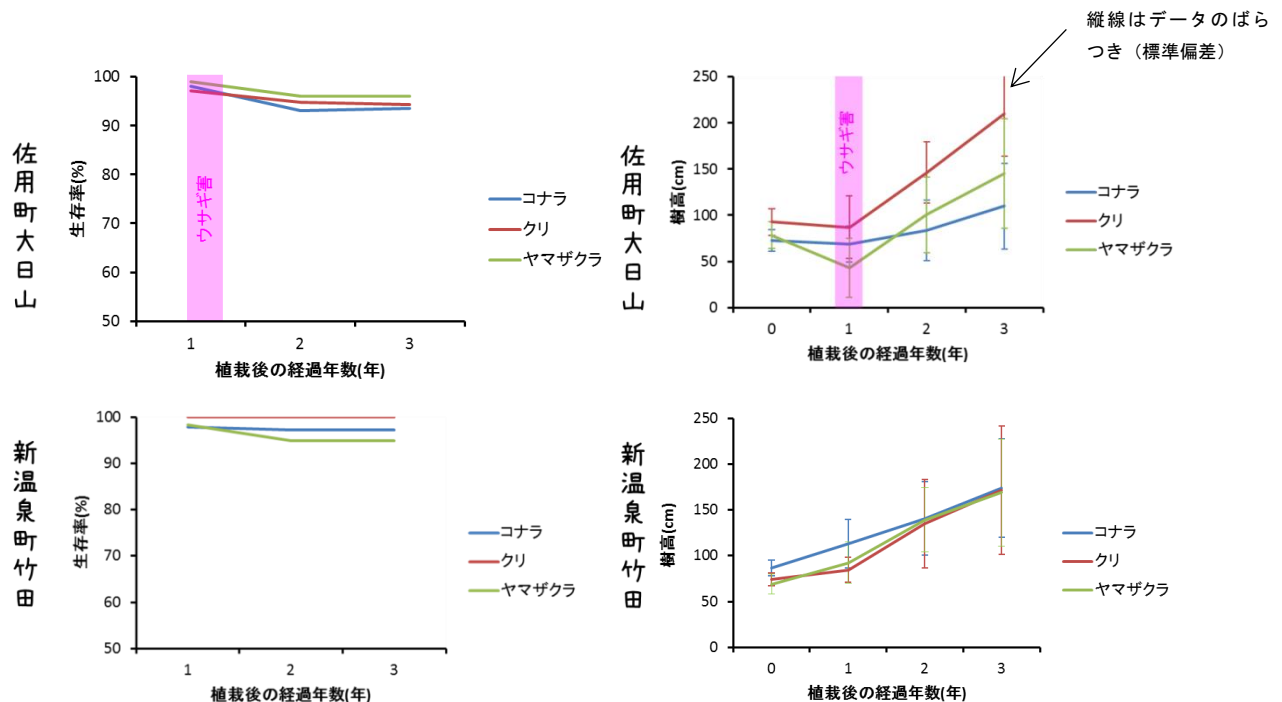 縦線はデータのばら
つき（標準偏差）
佐用町大日山
生存率(%)
100
90
80
70
60
50
ウサギ害
1
2
3
植栽後の経過年数(年)
コナラ
クリ
ヤマザクラ
佐用町大日山
樹高(cm)
250
200
150
100
50
0
ウサギ害
0
1
2
3
植栽後の経過年数(年)
コナラ
クリ
ヤマザクラ
新温泉町竹田
生存率(%)
100
90
80
70
60
50
1
2
3
植栽後の経過年数(年)
コナラ
クリ
ヤマザクラ
新温泉町竹田
樹高(cm)
250
200
150
100
50
0
0
1
2
3
植栽後の経過年数(年)
コナラ
クリ
ヤマザクラ